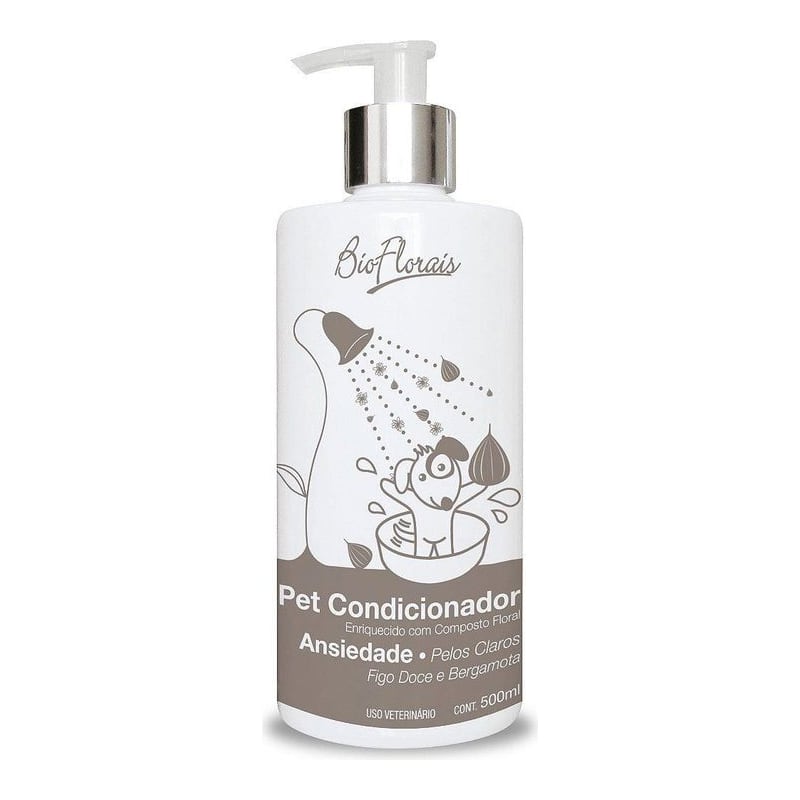 BioFlorais
Pet Condicionador
Enriquecido com Composto Floral
Ansiedade • Pelos Claros
Figo Doce e Bergamota
USO VETERINÁRIO CONT. 500ml